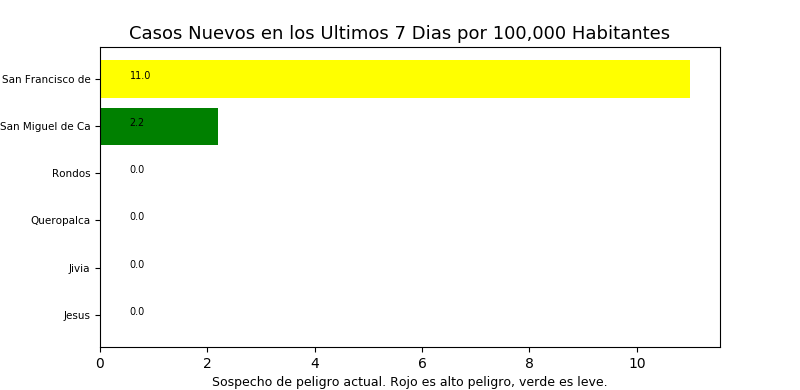 Casos Nuevos en los Ultimos 7 Dias por 100,000 Habitantes
San Francisco de 11.0
San Miguel de Ca 2.2
Rondos 0.0
Queropalca 0.0
Jivia 0.0
Jesus 0.0
0 2 4 6 8 10
Sospecho de peligro actual. Rojo es alto peligro, verde es leve.